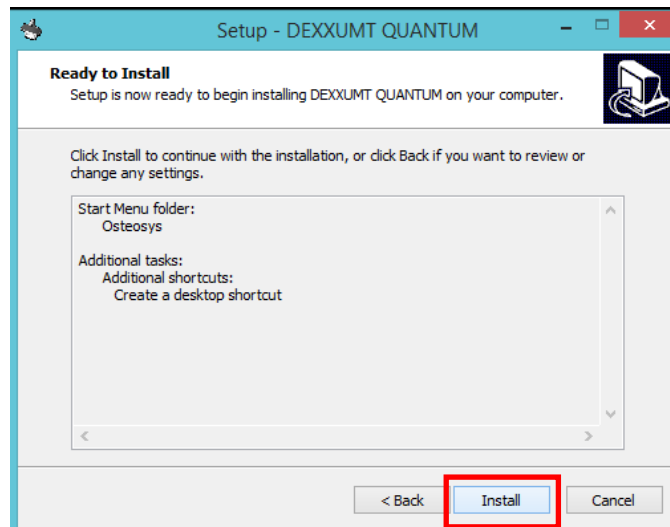 Setup - DEXXUMT QUANTUM
Ready to Install
Setup is now ready to begin installing DEXXUMT QUANTUM on your computer.
Click Install to continue with the installation, or click Back if you want to review or
change any settings.
Start Menu folder:
Osteosys
Additional tasks:
Additional shortcuts:
Create a desktop shortcut
< Back
Install
Cancel